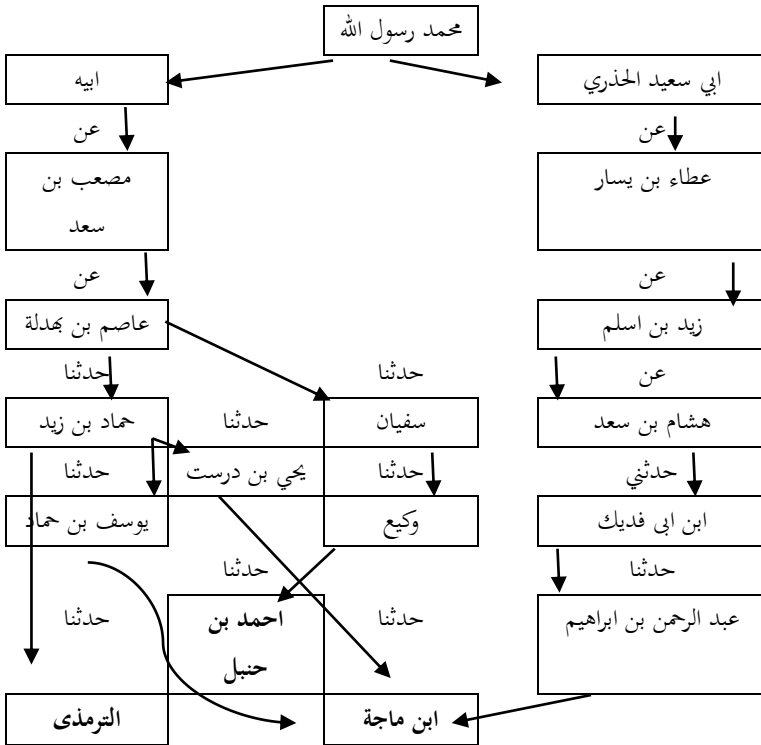 محمد رسول الله
ابي سعيد الحذري
ابيه
عن
عن
عطاء بن يسار
مصعب بن
سعد
عن
عن
زيد بن اسلم
عاصم بن بهدلة
عن
حدثنا
حدثنا
هشام بن سعد
سفيان
حدثنا
حماد بن زيد
حدثني
حدثنا
يحي بن درست
حدثنا
ابن ابى فديك
وكيع
يوسف بن حماد
حدثنا
حدثنا
عبد الرحمن بن ابراهيم
حدثنا
احمد بن
حنبل
حدثنا
ابن ماجة
الترمذى